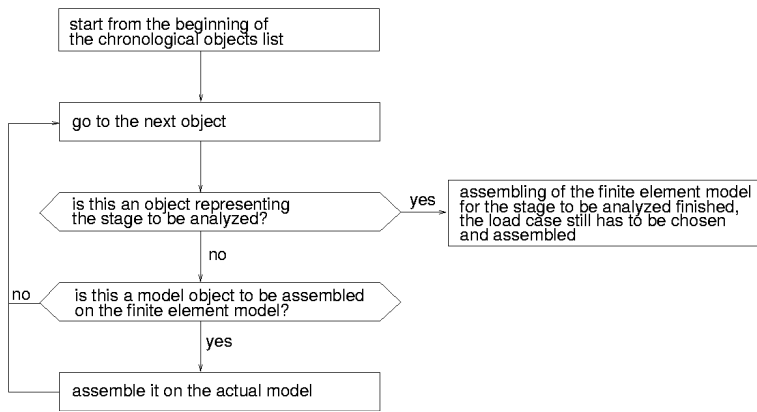 start from the beginning of
the chronological objects list
go to the next object
is this an object representing
the stage to be analyzed?
yes
assembling of the finite element model
for the stage to be analyzed finished,
the load case still has to be chosen
and assembled
no
is this a model object to be assembled
on the finite element model?
no
yes
assemble it on the actual model